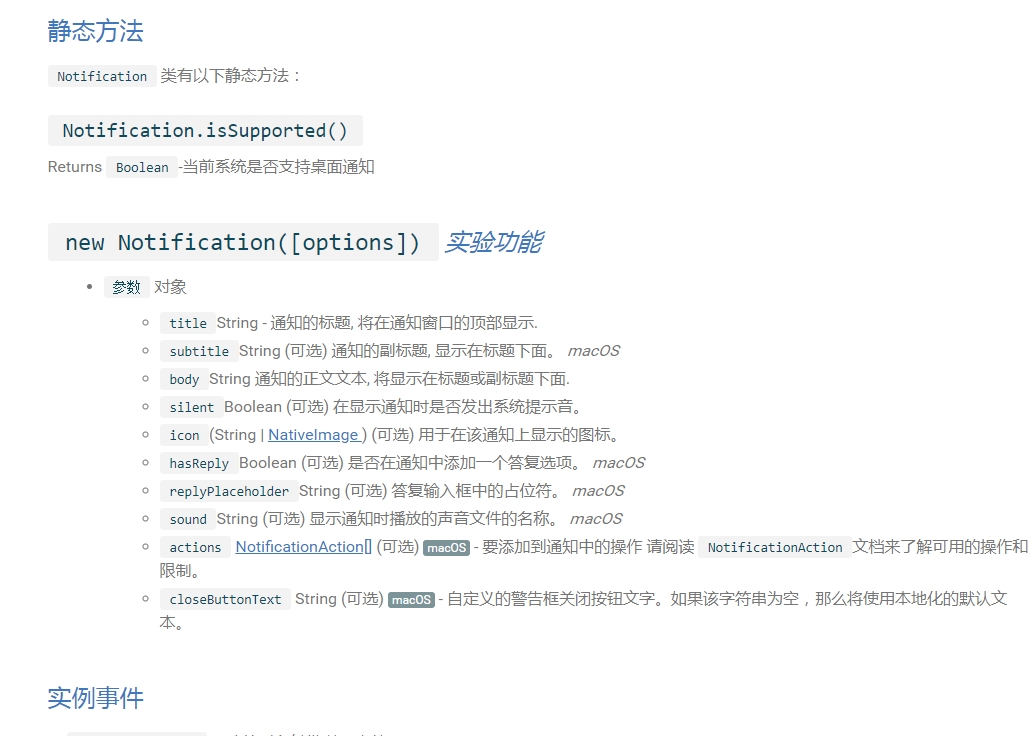 静态方法
Notification 类有以下静态方法：
Notification.isSupported()
Returns Boolean -当前系统是否支持桌面通知
new Notification([options]) 实验功能
参数 对象
title String - 通知的标题, 将在通知窗口的顶部显示.
subtitle String (可选) 通知的副标题, 显示在标题下面。 macOS
body String 通知的正文文本, 将显示在标题或副标题下面.
silent Boolean (可选) 在显示通知时是否发出系统提示音。
icon (String | NativeImage ) (可选) 用于在该通知上显示的图标。
hasReply Boolean (可选) 是否在通知中添加一个答复选项。 macOS
replyPlaceholder String (可选) 答复输入框中的占位符。 macOS
sound String (可选) 显示通知时播放的声音文件的名称。 macOS
actions NotificationAction[] (可选) macOS - 要添加到通知中的操作 请阅读 NotificationAction 文档来了解可用的操作和
限制。
closeButtonText String (可选) macOS - 自定义的警告框关闭按钮文字。如果该字符串为空，那么将使用本地化的默认文
本。
实例事件